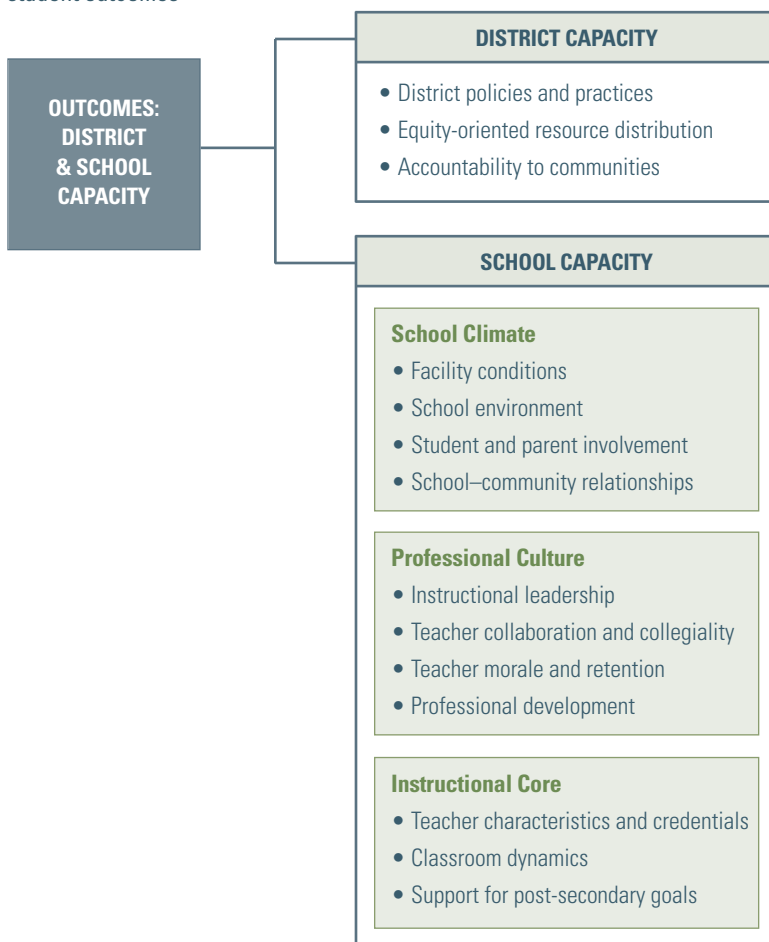 OUTCOMES:
DISTRICT
& SCHOOL
CAPACITY
DISTRICT CAPACITY
• District policies and practices
• Equity-oriented resource distribution
• Accountability to communities
SCHOOL CAPACITY
School Climate
• Facility conditions
• School environment
• Student and parent involvement
• School–community relationships
Professional Culture
• Instructional leadership
• Teacher collaboration and collegiality
• Teacher morale and retention
• Professional development
Instructional Core
• Teacher characteristics and credentials
• Classroom dynamics
• Support for post-secondary goals